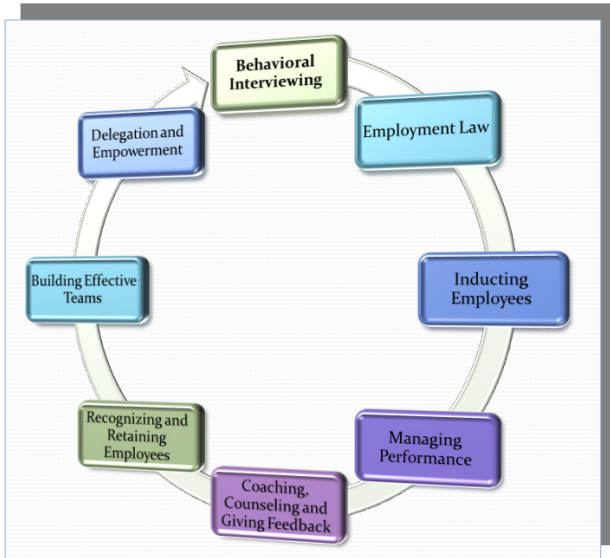 Behavioral
Interviewing
Employment Law
Inducting
Employees
Managing
Performance
Coaching,
Counseling and
Giving Feedback
Recognizing and
Retaining
Employees
Building Effective
Teams
Delegation and
Empowerment